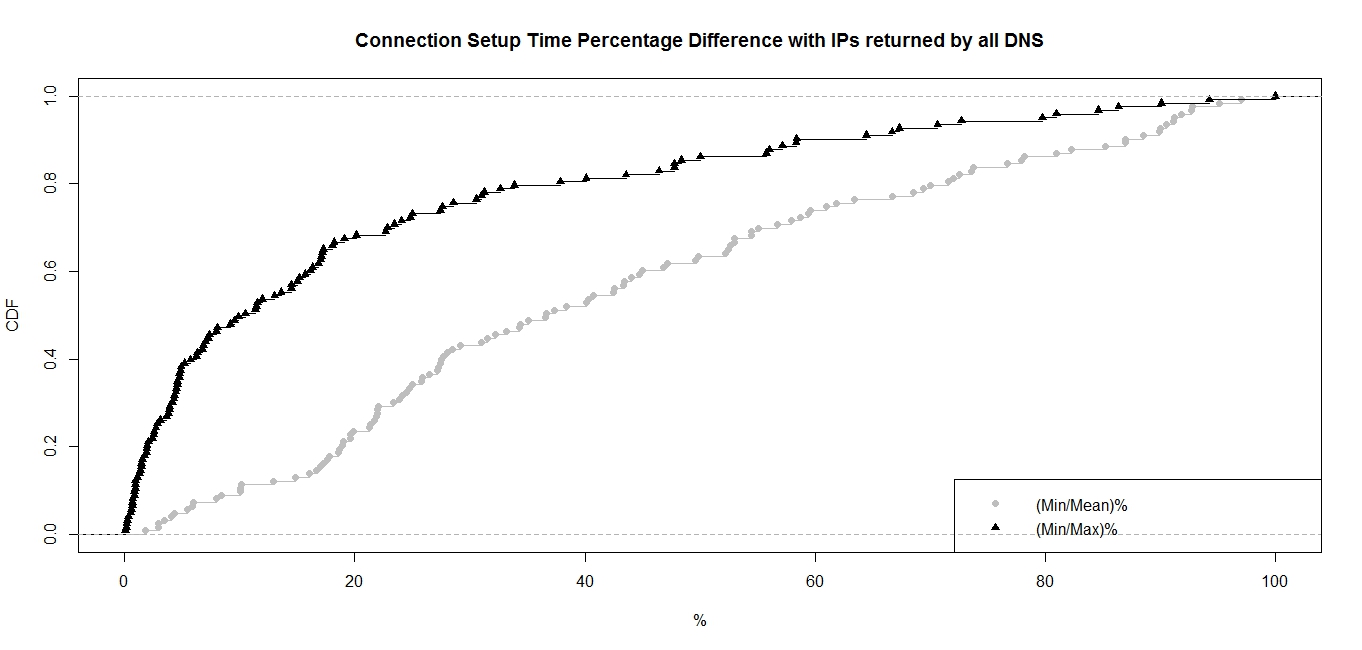 Connection Setup Time Percentage Difference with IPs returned by all DNS
CDF
1.0
0.8
0.6
0.4
0.2
0.0
(Min/Mean)%
(Min/Max)%
0 20 40 60 80 100
%